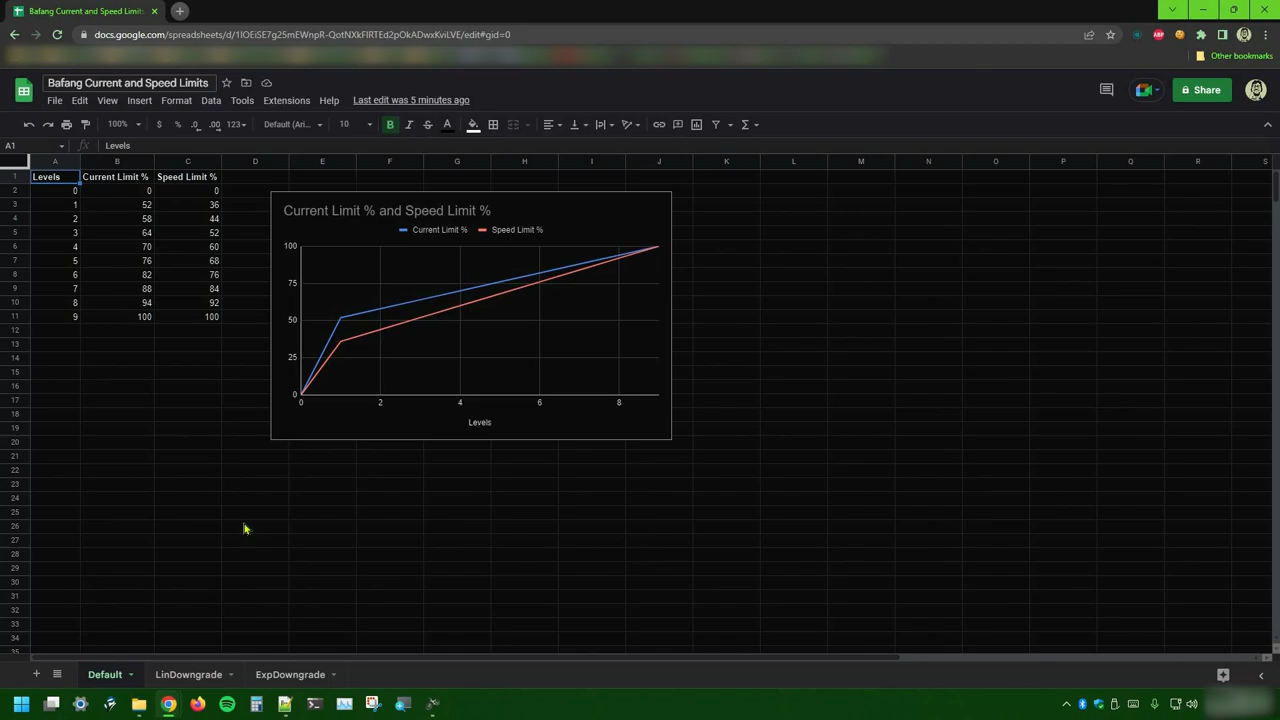 Bafang Current and Speed Limits
docs.google.com/spreadsheets/d/1IOEiSE7g25mEWnpR-QotNXkFlRTEd2pOkADwxKviLVE/edit#gid=0
Other bookmarks
Bafang Current and Speed Limits
File Edit View Insert Format Data Tools Extensions Help Last edit was 5 minutes ago
Share
100% $ % .0 .00 123 Default (Ari... 10 B I S A
A1 fx Levels
A B C D E F G H I J K L M N O P Q R S
1 Levels Current Limit % Speed Limit %
2 0 0 0
3 1 52 36
4 2 58 44
5 3 64 52
6 4 70 60
7 5 76 68
8 6 82 76
9 7 88 84
10 8 94 92
11 9 100 100
12
13
14
15
16
17
18
19
20
21
22
23
24
25
26
27
28
29
30
31
32
33
34
35
Current Limit % and Speed Limit %
Current Limit % Speed Limit %
100
75
50
25
0
0 2 4 6 8
Levels
Default LinDowngrade ExpDowngrade